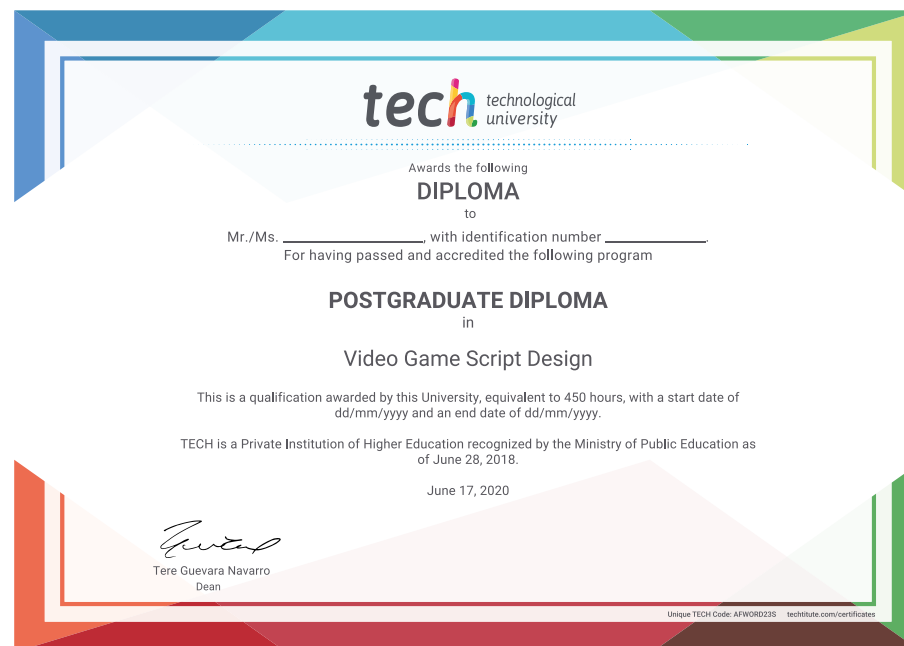 tech technological
university
Awards the following
DIPLOMA
to
Mr./Ms. ________________, with identification number ____________.
For having passed and accredited the following program
POSTGRADUATE DIPLOMA
in
Video Game Script Design
This is a qualification awarded by this University, equivalent to 450 hours, with a start date of
dd/mm/yyyy and an end date of dd/mm/yyyy.
TECH is a Private Institution of Higher Education recognized by the Ministry of Public Education as
of June 28, 2018.
June 17, 2020
Tere Guevara Navarro
Dean
Unique TECH Code: AFWORD23S techtitute.com/certificates